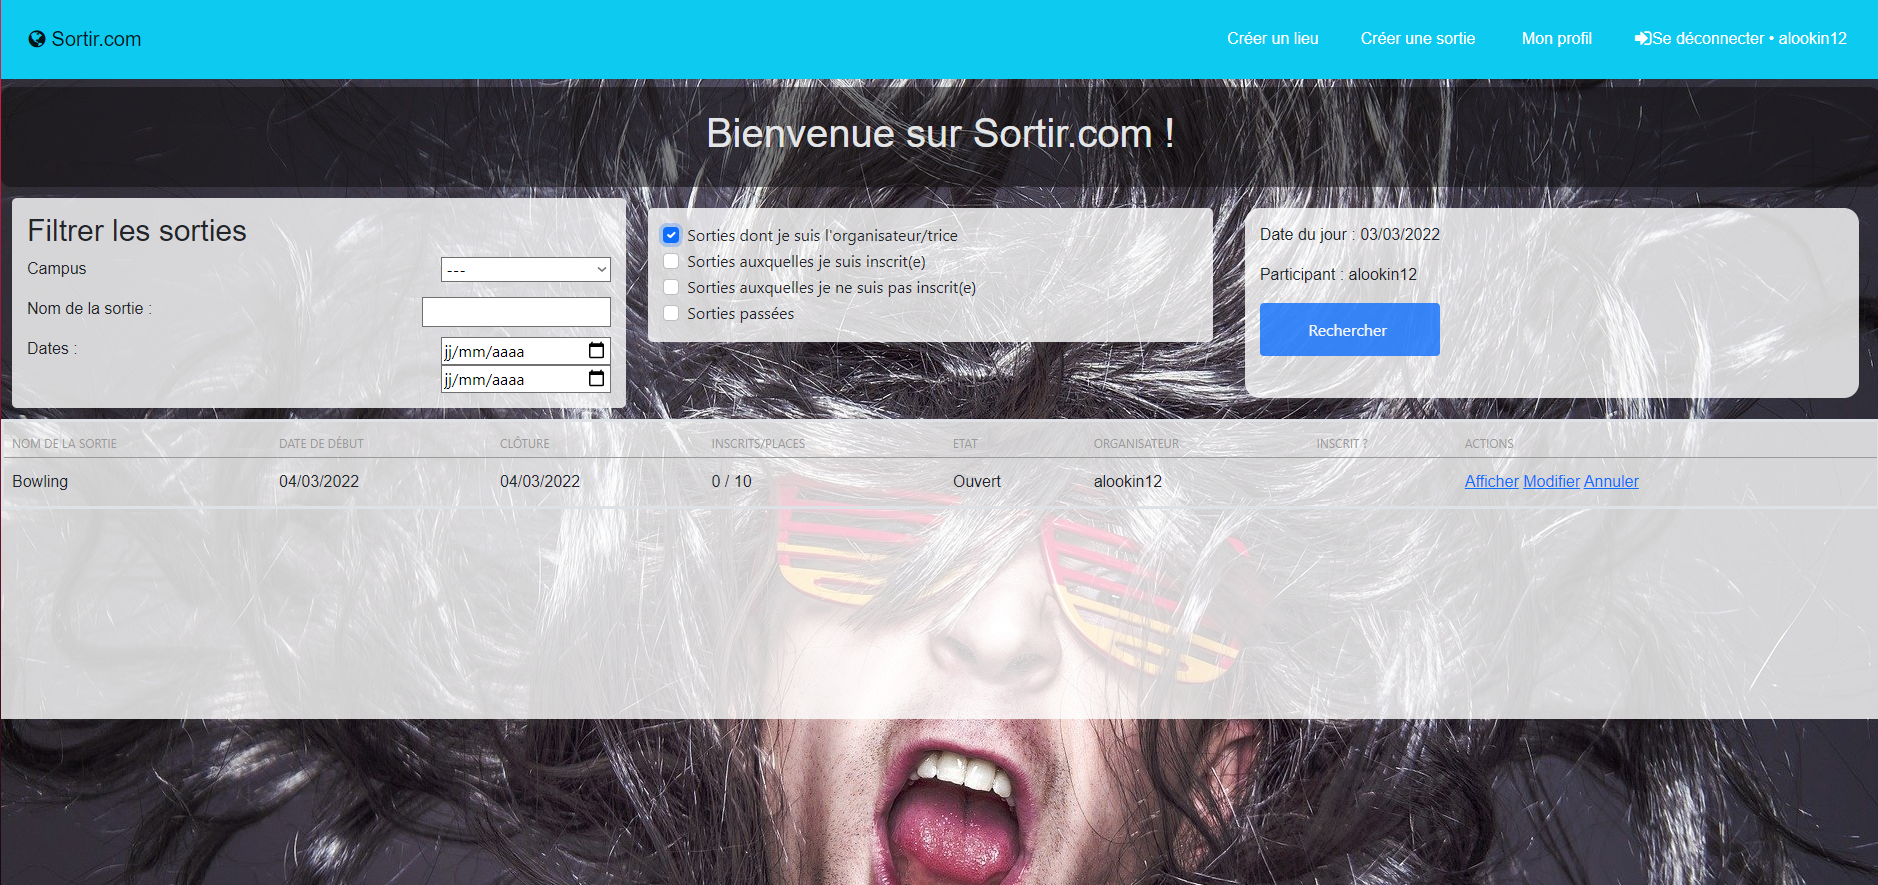 Sortir.com
Créer un lieu
Créer une sortie
Mon profil
Se déconnecter • alookin12
Bienvenue sur Sortir.com !
Filtrer les sorties
Campus
---
Nom de la sortie :
Dates :
jj/mm/aaaa
jj/mm/aaaa
Sorties dont je suis l'organisateur/trice
Sorties auxquelles je suis inscrit(e)
Sorties auxquelles je ne suis pas inscrit(e)
Sorties passées
Date du jour : 03/03/2022
Participant : alookin12
Rechercher
NOM DE LA SORTIE DATE DE DÉBUT CLÔTURE INSCRITS/PLACES ETAT ORGANISATEUR INSCRIT ? ACTIONS
Bowling 04/03/2022 04/03/2022 0 / 10 Ouvert alookin12 Afficher Modifier Annuler